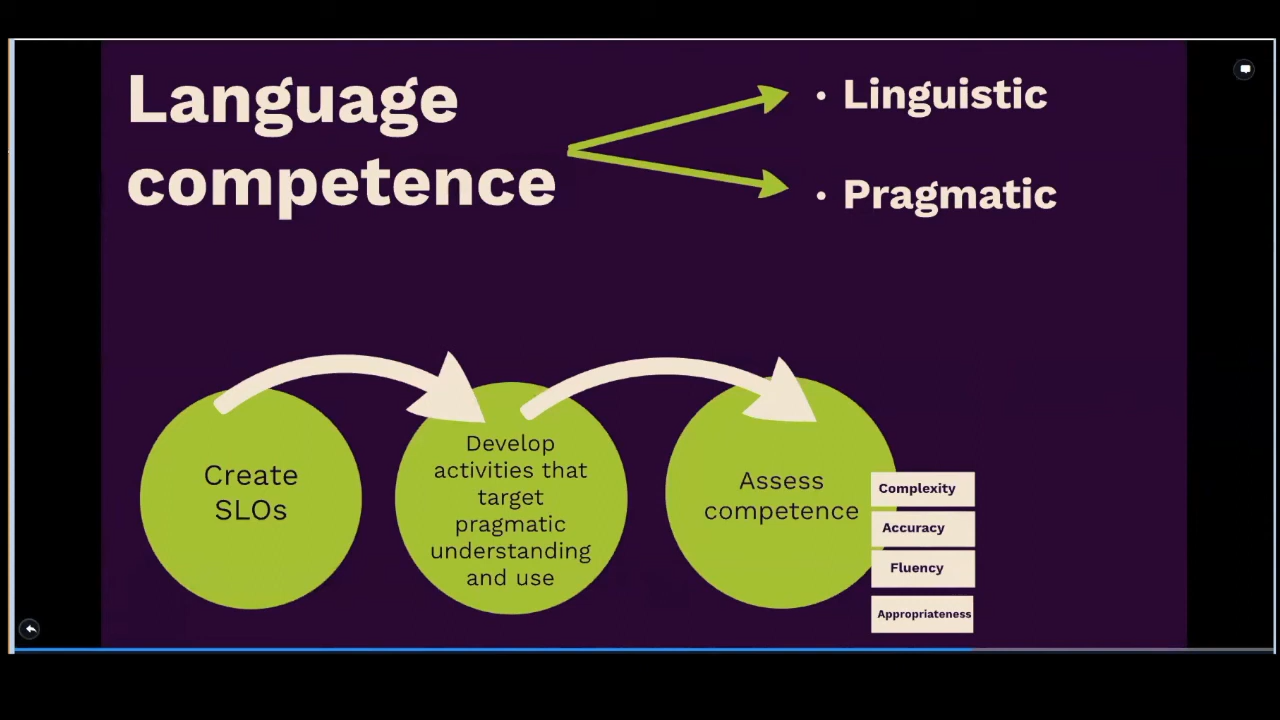 Language
competence
• Linguistic
• Pragmatic
Create
SLOs
Develop
activities that
target
pragmatic
understanding
and use
Assess
competence
Complexity
Accuracy
Fluency
Appropriateness